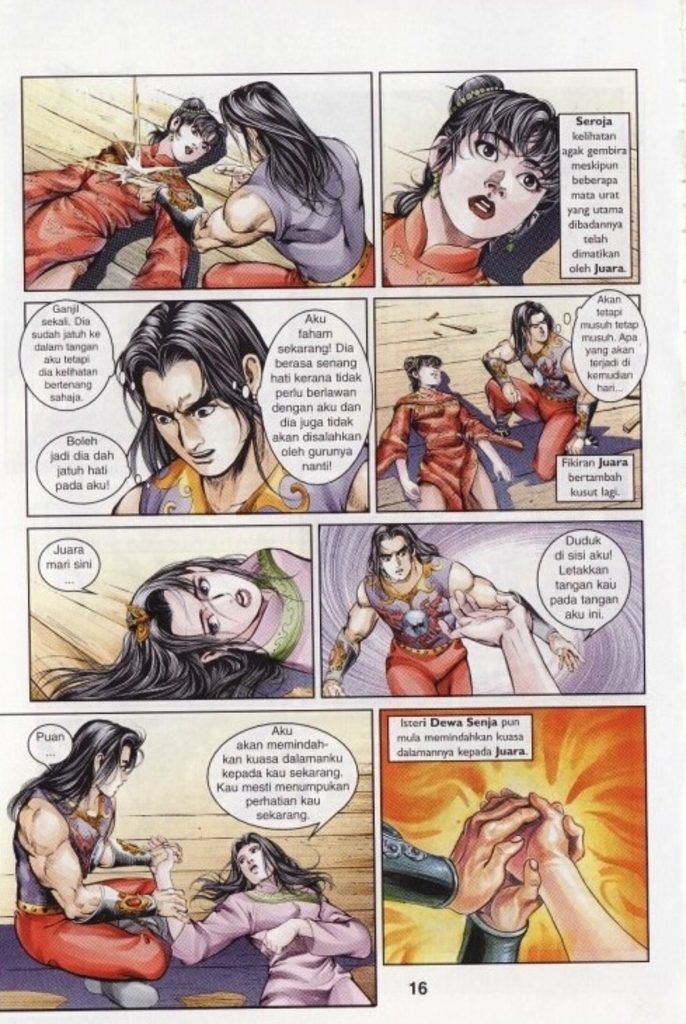 Seroja
kelihatan
agak gembira
meskipun
beberapa
mata urat
yang utama
dibadannya
telah
dimatikan
oleh Juara.
Ganjil
sekali, Dia
sudah jatuh ke
dalam tangan
aku tetapi
dia kelihatan
bertenang
sahaja.
Boleh
jadi dia dah
jatuh hati
pada aku!
Aku
faham
sekarang! Dia
berasa senang
hati kerana tidak
perlu berlawan
dengan aku dan
dia juga tidak
akan disalahkan
oleh gurunya
nanti!
Akan
tetapi
musuh tetap
musuh. Apa
yang akan
terjadi di
kemudian
hari...
Fikiran Juara
kusut lagi.
Juara
mari sini
...
Duduk
di sisi aku!
Letakkan
tangan kau
pada tangan
aku ini.
Puan
...
Aku
akan memindah-
kan kuasa dalamanku
kepada kau sekarang.
Kau mesti menumpukan
perhatian kau
sekarang.
Isteri Dewa Senja pun
mula memindahkan kuasa
dalamannya kepada Juara.
16